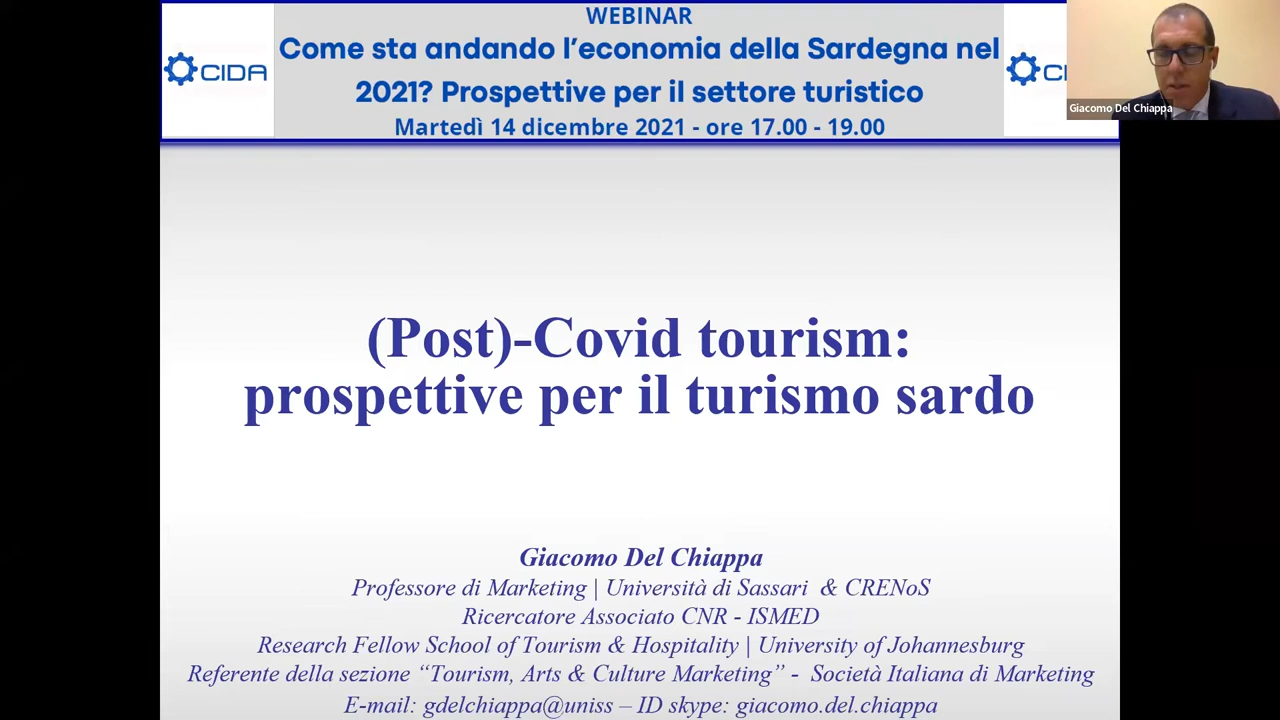 WEBINAR
Come sta andando l'economia della Sardegna nel
2021? Prospettive per il settore turistico
Martedì 14 dicembre 2021 - ore 17.00 - 19.00
CIDA
CI
Giacomo Del Chiappa
(Post)-Covid tourism:
prospettive per il turismo sardo
Giacomo Del Chiappa
Professore di Marketing | Università di Sassari & CRENoS
Ricercatore Associato CNR - ISMED
Research Fellow School of Tourism & Hospitality | University of Johannesburg
Referente della sezione “Tourism, Arts & Culture Marketing” - Società Italiana di Marketing
E-mail: gdelchiappa@uniss – ID skype: giacomo.del.chiappa